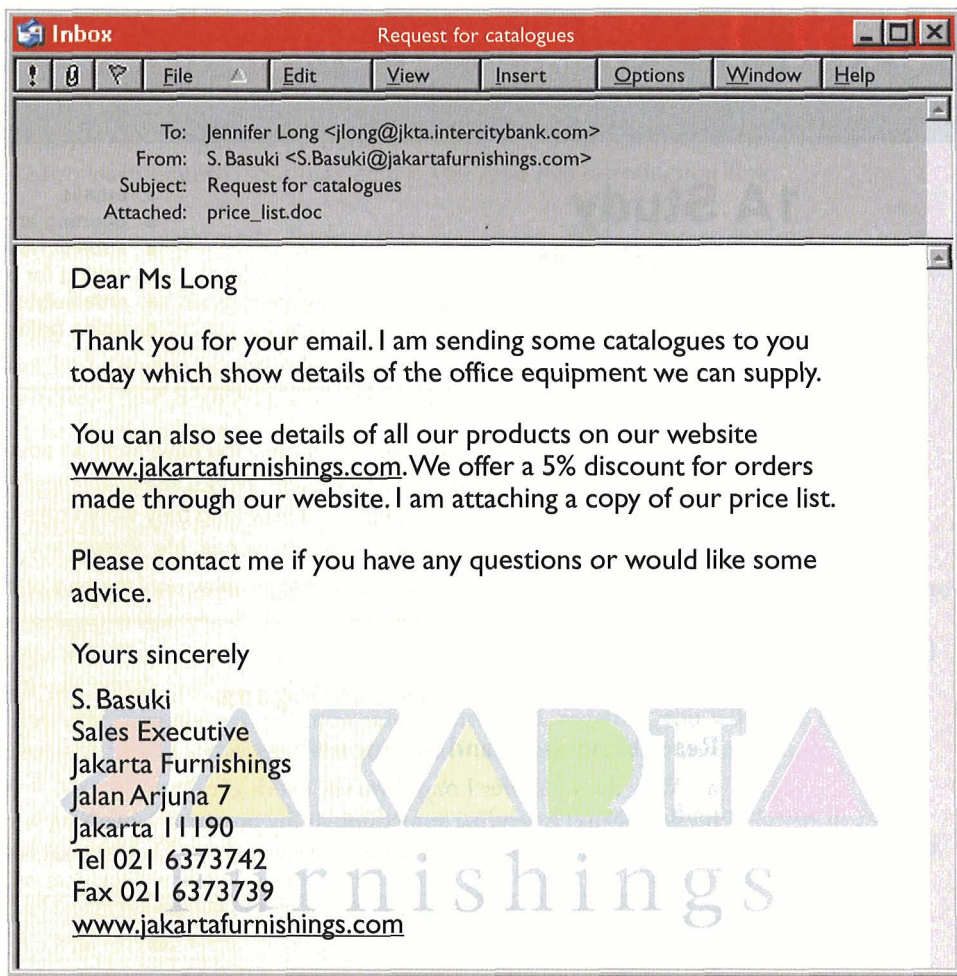 Inbox Request for catalogues
File Edit View Insert Options Window Help
To: Jennifer Long <jlong@jkta.intercitybank.com>
From: S. Basuki <S.Basuki@jakartafurnishings.com>
Subject: Request for catalogues
Attached: price_list.doc
Dear Ms Long
Thank you for your email. I am sending some catalogues to you
today which show details of the office equipment we can supply.
You can also see details of all our products on our website
www.jakartafurnishings.com. We offer a 5% discount for orders
made through our website. I am attaching a copy of our price list.
Please contact me if you have any questions or would like some
advice.
Yours sincerely
S. Basuki
Sales Executive
Jakarta Furnishings
Jalan Arjuna 7
Jakarta 11190
Tel 021 6373742
Fax 021 6373739
www.jakartafurnishings.com
JAKARTA
furnishings